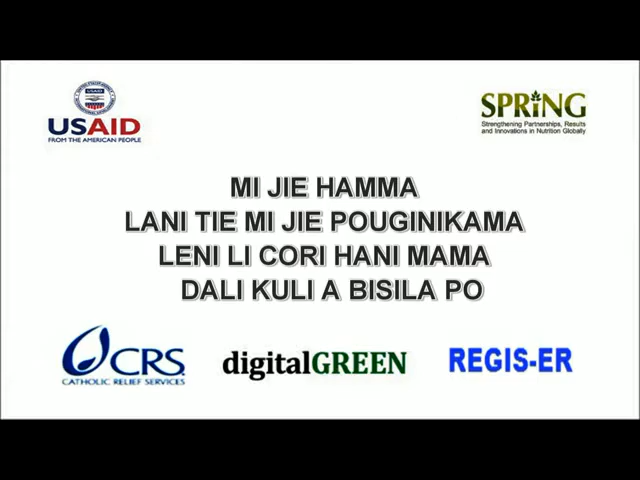 USAID
FROM THE AMERICAN PEOPLE
SPRING
Strengthening Partnerships, Results
and Innovations in Nutrition Globally
MI JIE HAMMA
LANI TIE MI JIE POUGINIKAMA
LENI LI CORI HANI MAMA
DALI KULI A BISILA PO
CRS
CATHOLIC RELIEF SERVICES
digitalGREEN
REGIS-ER